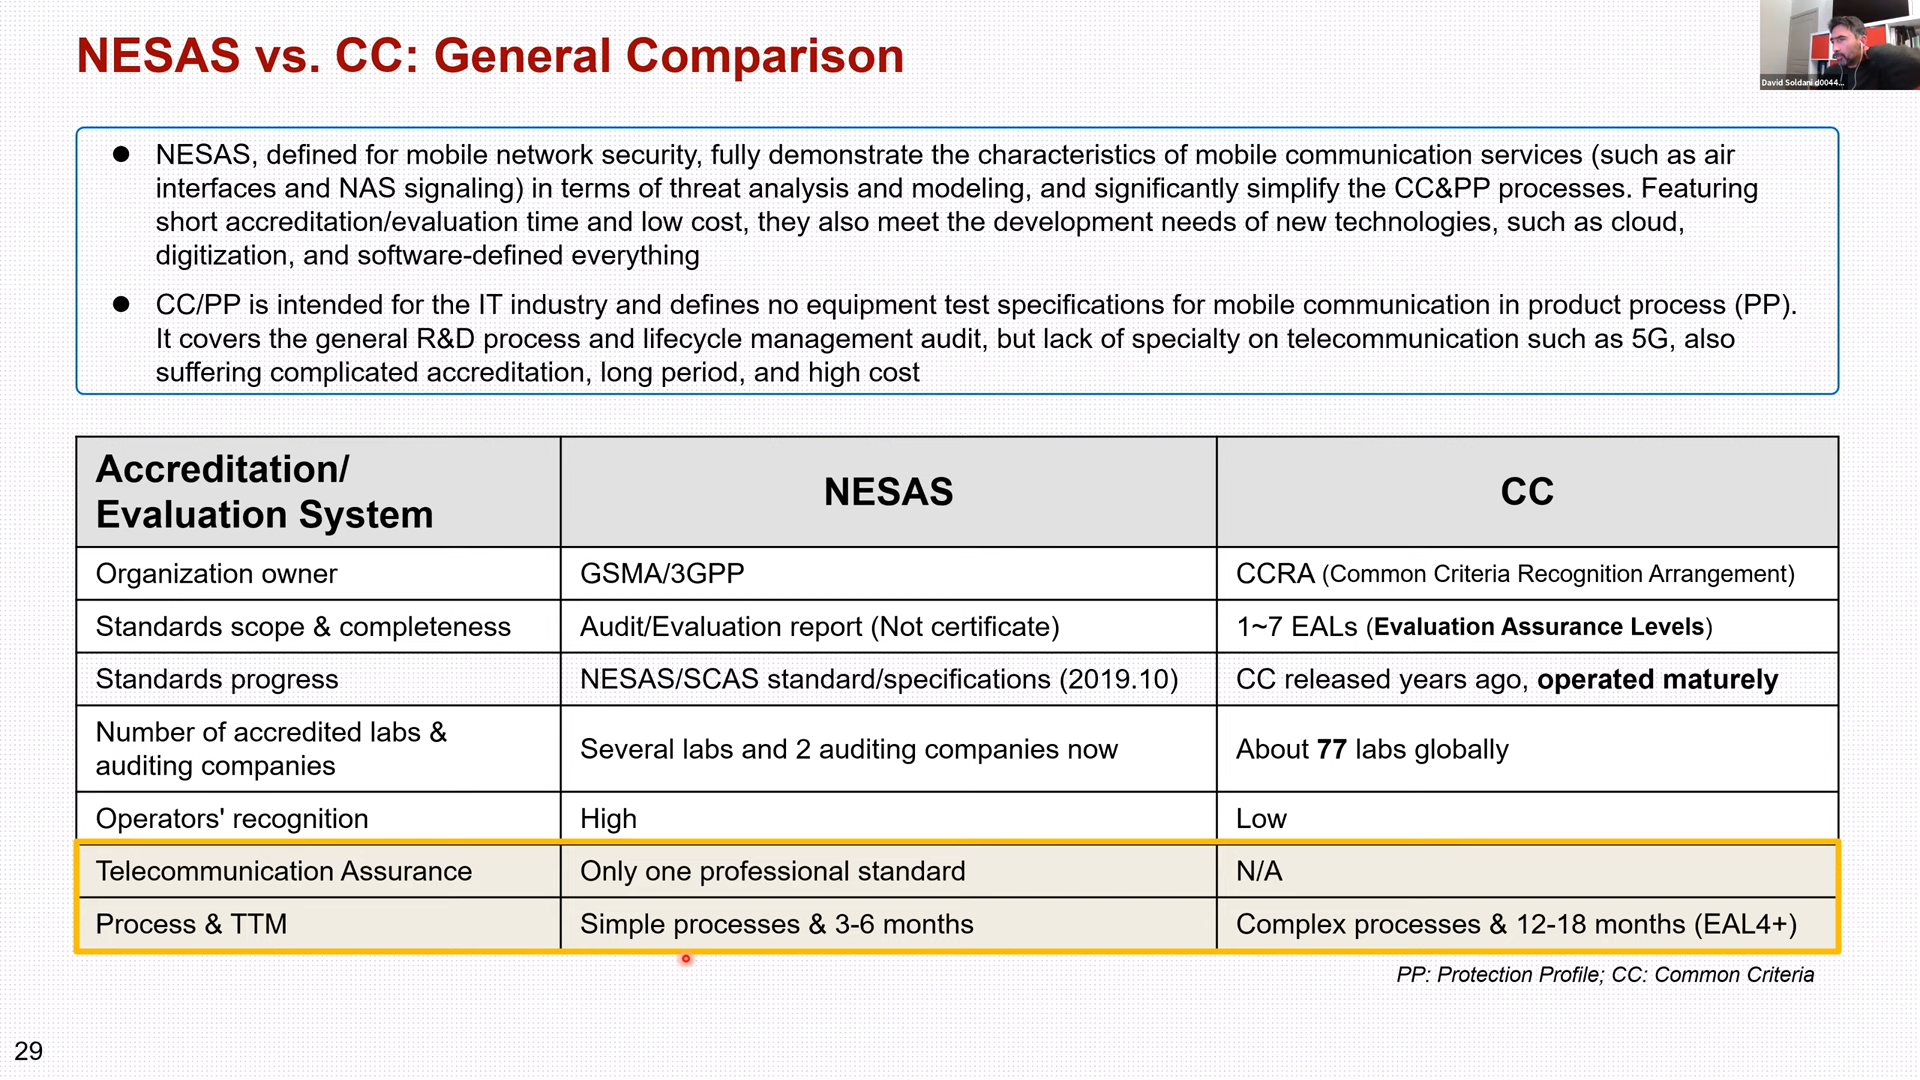 NESAS vs. CC: General Comparison
David Soldani d0044...
● NESAS, defined for mobile network security, fully demonstrate the characteristics of mobile communication services (such as air
interfaces and NAS signaling) in terms of threat analysis and modeling, and significantly simplify the CC&PP processes. Featuring
short accreditation/evaluation time and low cost, they also meet the development needs of new technologies, such as cloud,
digitization, and software-defined everything
● CC/PP is intended for the IT industry and defines no equipment test specifications for mobile communication in product process (PP).
It covers the general R&D process and lifecycle management audit, but lack of specialty on telecommunication such as 5G, also
suffering complicated accreditation, long period, and high cost
Accreditation/
Evaluation System
NESAS
CC
Organization owner
GSMA/3GPP
CCRA (Common Criteria Recognition Arrangement)
Standards scope & completeness
Audit/Evaluation report (Not certificate)
1~7 EALs (Evaluation Assurance Levels)
Standards progress
NESAS/SCAS standard/specifications (2019.10)
CC released years ago, operated maturely
Number of accredited labs &
auditing companies
Several labs and 2 auditing companies now
About 77 labs globally
Operators' recognition
High
Low
Telecommunication Assurance
Only one professional standard
N/A
Process & TTM
Simple processes & 3-6 months
Complex processes & 12-18 months (EAL4+)
PP: Protection Profile; CC: Common Criteria
29